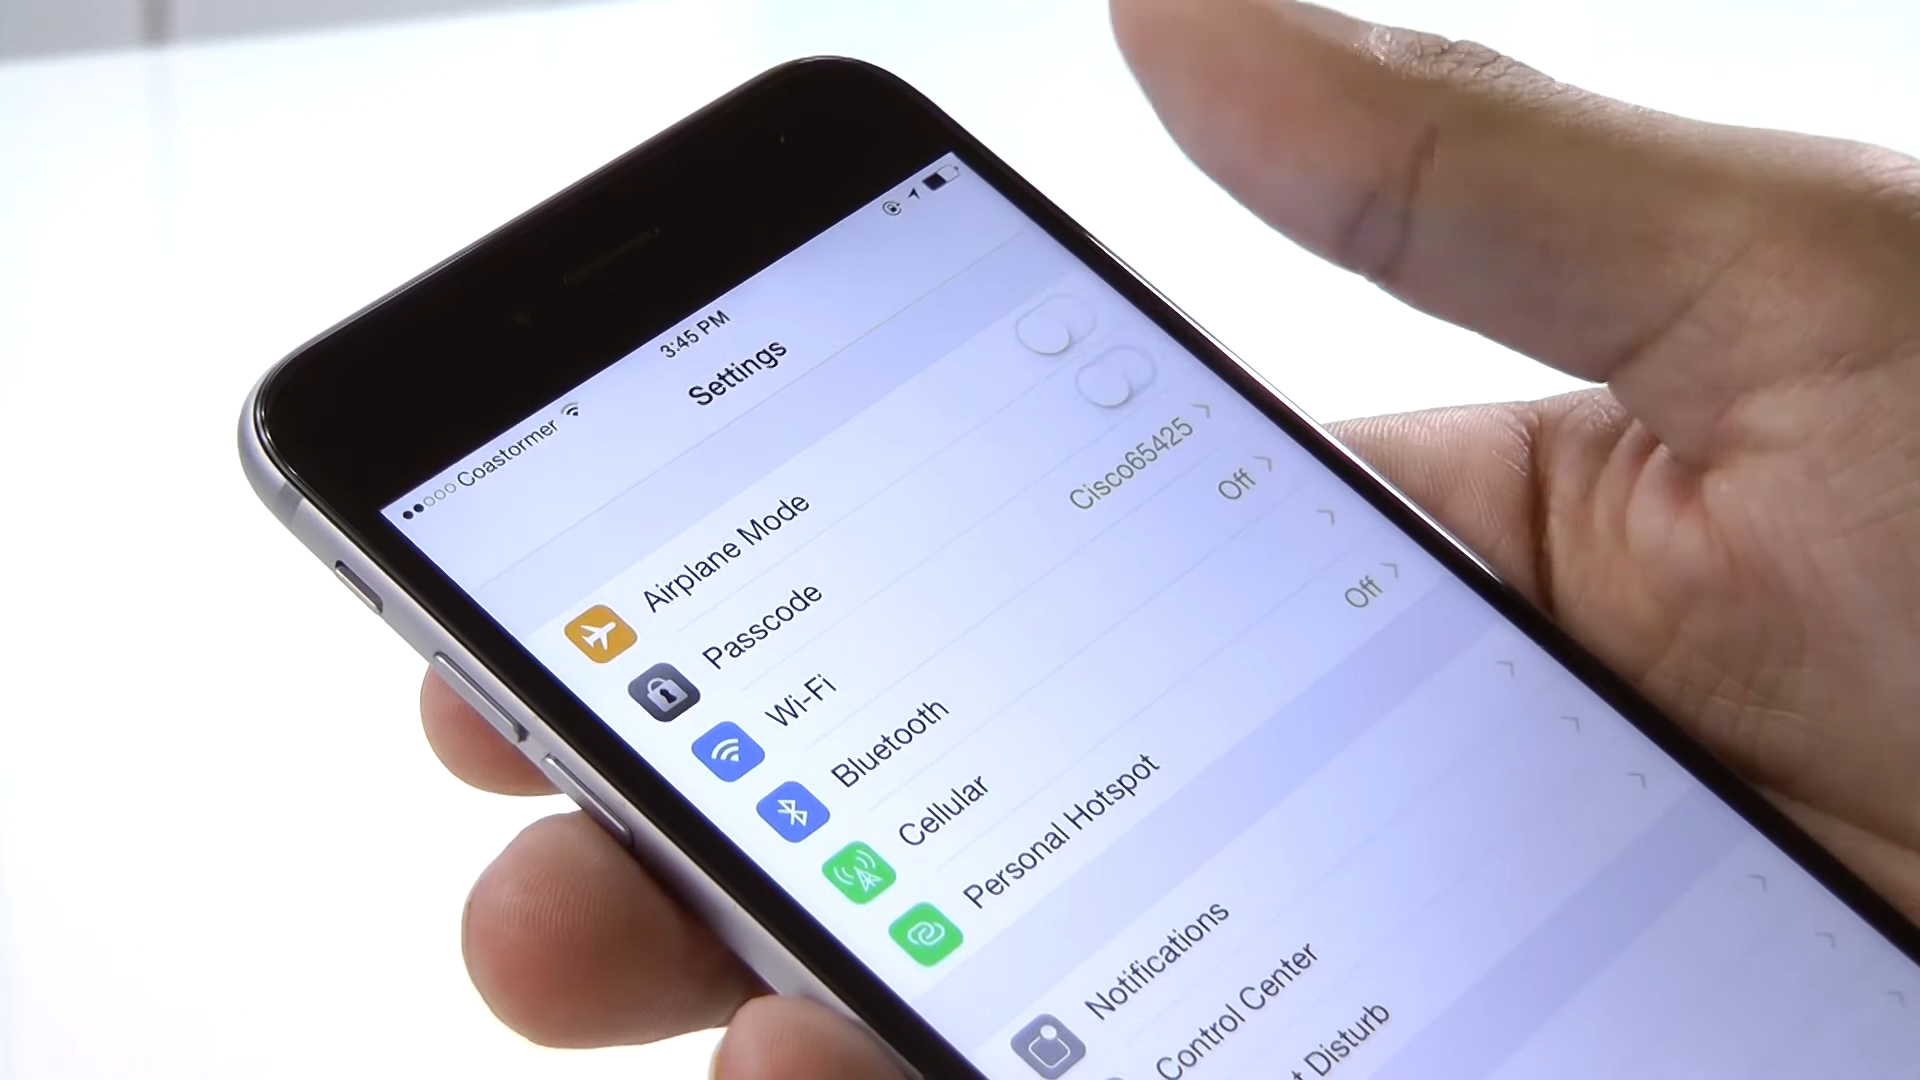 Coastormer
3:45 PM
Settings
Airplane Mode
Passcode
Wi-Fi Cisco65425
Bluetooth Off
Cellular
Personal Hotspot Off
Notifications
Control Center
t Disturb